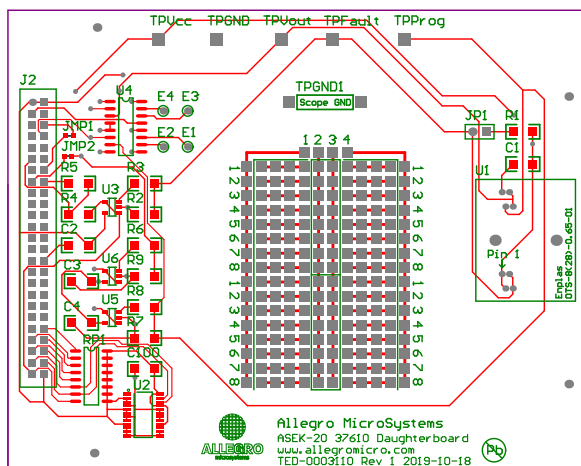 TPVcc TPGND TPVout TPFault TPProg
J2
U4
E4 E3
TPGND1
Scope GND
JMP1
E2 E1
JP1
R1
JMP2
C1
1 2 3 4
R5 R3
U1
1 1
2 2
3 3
4 4
5 5
6 6
7 7
8 8
1 1
2 2
3 3
4 4
5 5
6 6
7 7
8 8
U3
R4 R2
C2 R6
U6 R9
Pin 1
C3
R8
U5
C4
R7
RP1
C100
U2
Enplas
OTS-8(28)-0.65-01
ALLEGRO
microsystems
Allegro MicroSystems
ASEK-20 37610 Daughterboard
www.allegromicro.com
TED-0003110 Rev 1 2019-10-18
Pb